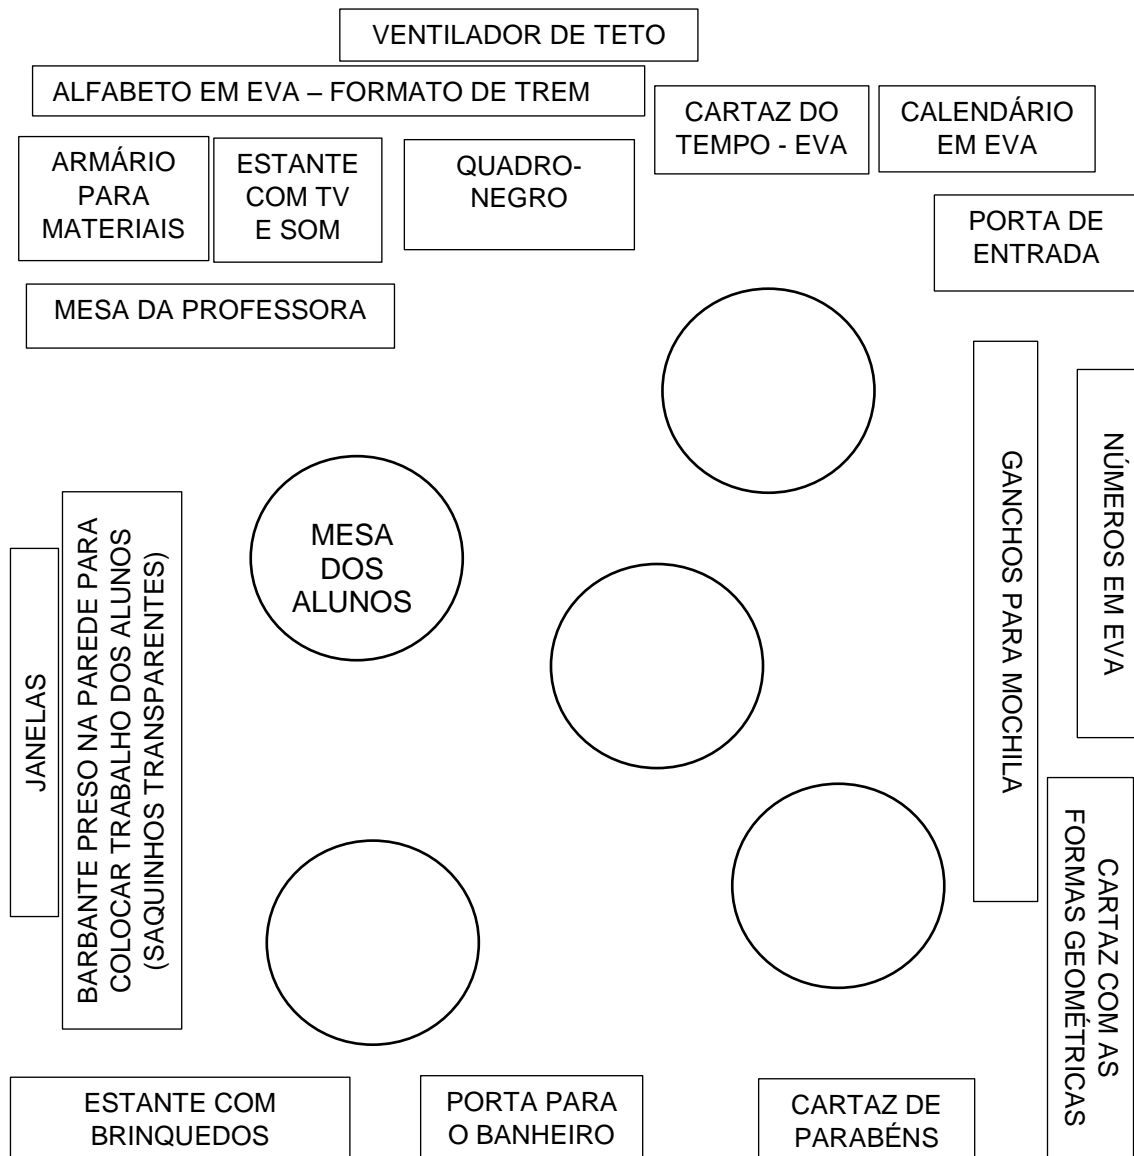 VENTILADOR DE TETO
ALFABETO EM EVA – FORMATO DE TREM
CARTAZ DO
TEMPO - EVA
CALENDÁRIO
EM EVA
ARMÁRIO
PARA
MATERIAIS
ESTANTE
COM TV
E SOM
QUADRO-
NEGRO
PORTA DE
ENTRADA
MESA DA PROFESSORA
MESA
DOS
ALUNOS
GANCHOS PARA MOCHILA
NÚMEROS EM EVA
JANELAS
BARBANTE PRESO NA PAREDE PARA
COLOCAR TRABALHO DOS ALUNOS
(SAQUINHOS TRANSPARENTES)
CARTAZ COM AS
FORMAS GEOMÉTRICAS
ESTANTE COM
BRINQUEDOS
PORTA PARA
O BANHEIRO
CARTAZ DE
PARABÉNS